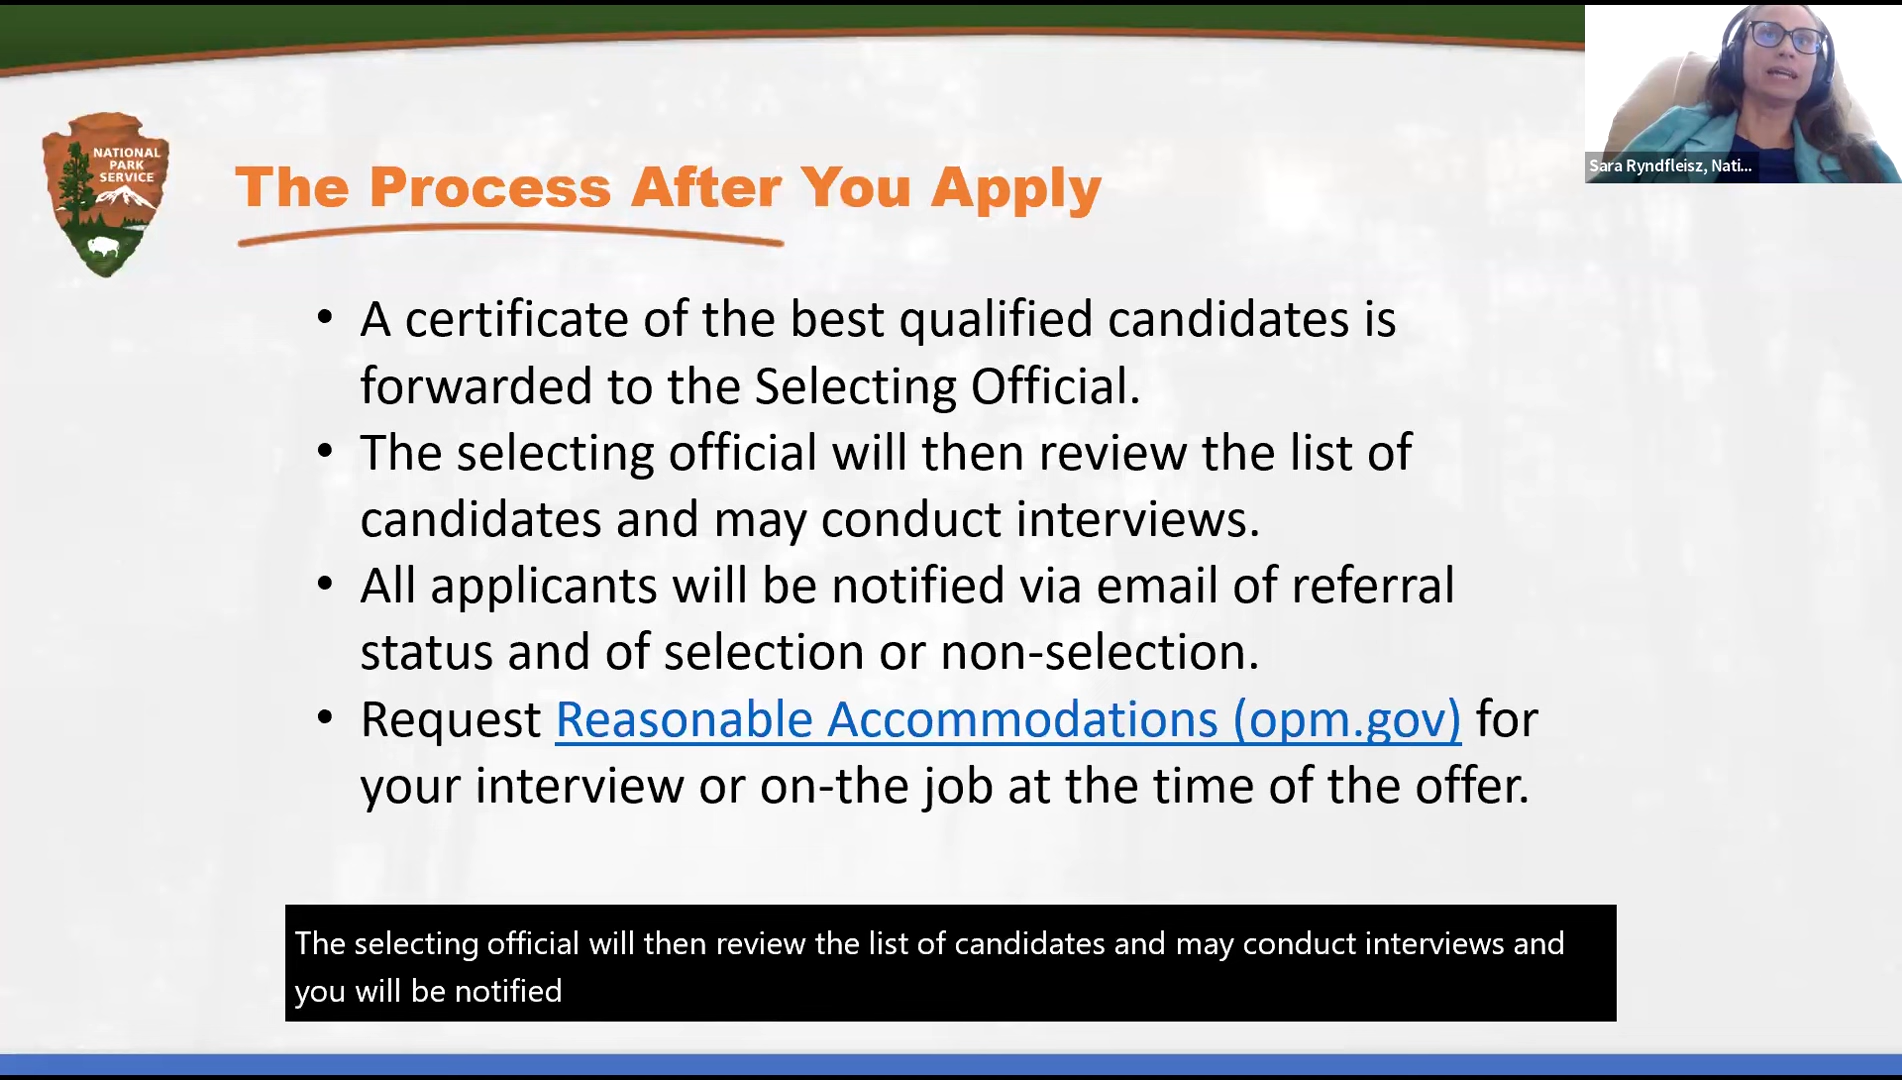 Sara Ryndfleisz, Nati...
NATIONAL
PARK
SERVICE
The Process After You Apply
• A certificate of the best qualified candidates is
forwarded to the Selecting Official.
• The selecting official will then review the list of
candidates and may conduct interviews.
• All applicants will be notified via email of referral
status and of selection or non-selection.
• Request Reasonable Accommodations (opm.gov) for
your interview or on-the job at the time of the offer.
The selecting official will then review the list of candidates and may conduct interviews and
you will be notified